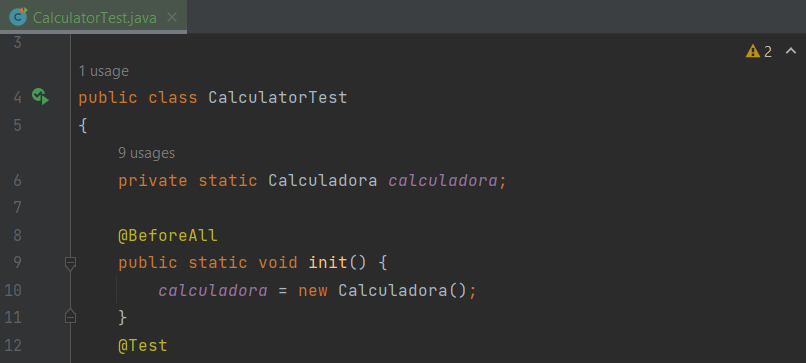 CalculatorTest.java
3
2
1 usage
4 public class CalculatorTest
5 {
9 usages
6 private static Calculadora calculadora;
7
8 @BeforeAll
9 public static void init() {
10 calculadora = new Calculadora();
11 }
12 @Test